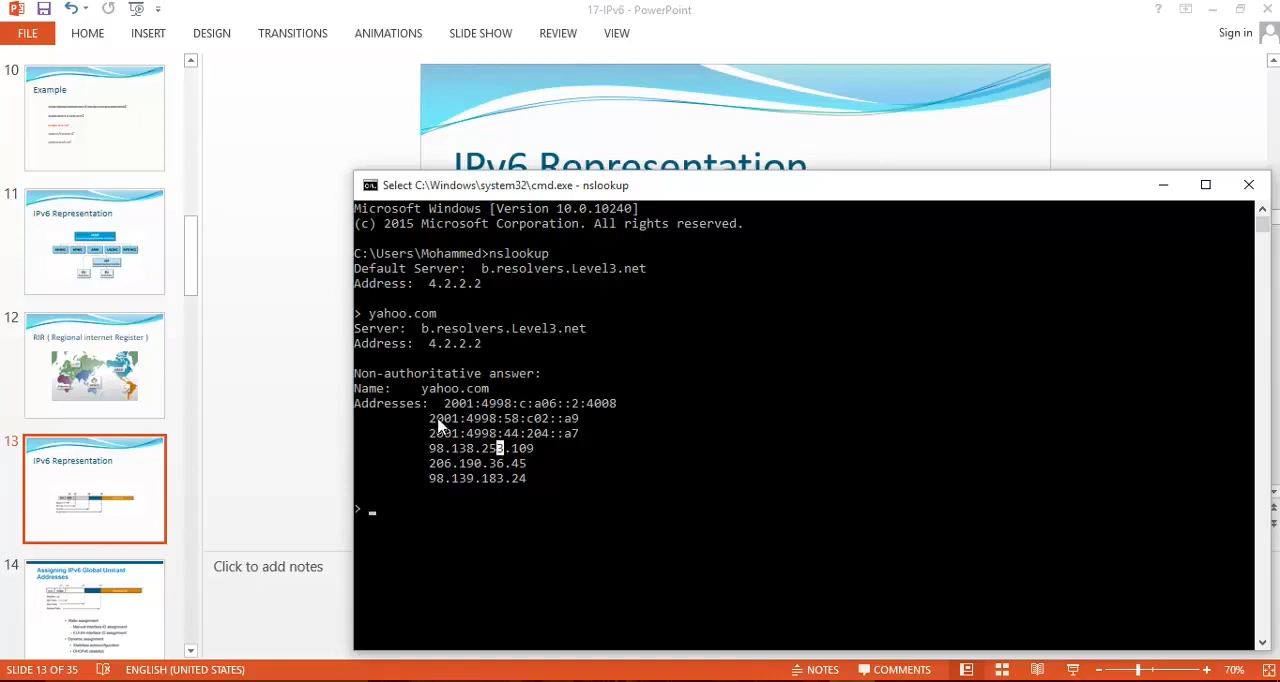 17-IPv6 - PowerPoint
FILE HOME INSERT DESIGN TRANSITIONS ANIMATIONS SLIDE SHOW REVIEW VIEW Sign in
10
Example
11
IPv6 Representation
12
RIR ( Regional internet Register )
13
IPv6 Representation
14
Assigning IPv6 Global Unicast
Addresses
IPv6 Representation
Select C:\Windows\system32\cmd.exe - nslookup
Microsoft Windows [Version 10.0.10240]
(c) 2015 Microsoft Corporation. All rights reserved.
C:\Users\Mohammed>nslookup
Default Server: b.resolvers.Level3.net
Address: 4.2.2.2
> yahoo.com
Server: b.resolvers.Level3.net
Address: 4.2.2.2
Non-authoritative answer:
Name: yahoo.com
Addresses: 2001:4998:c:a06::2:4008
2001:4998:58:c02::a9
2001:4998:44:204::a7
98.138.253.109
206.190.36.45
98.139.183.24
>
Click to add notes
SLIDE 13 OF 35 ENGLISH (UNITED STATES) NOTES COMMENTS 70%